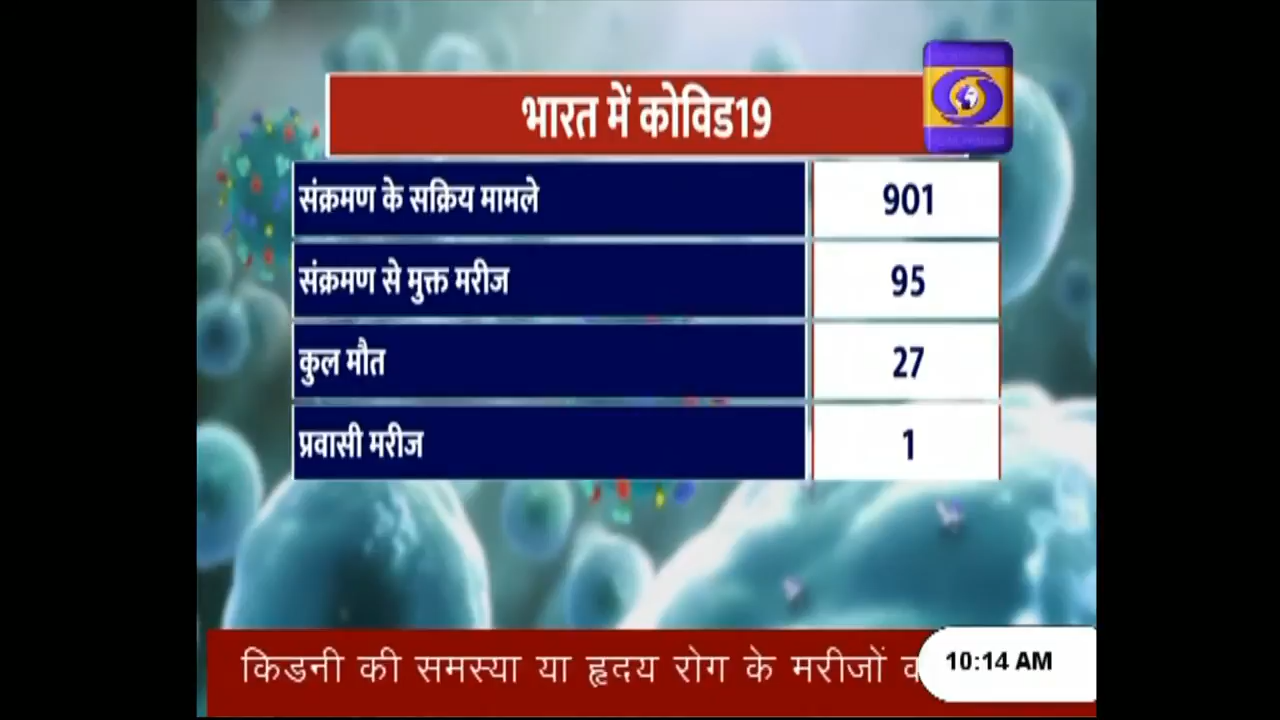 भारत में कोविड19
संक्रमण के सक्रिय मामले 901
संक्रमण से मुक्त मरीज 95
कुल मौत 27
प्रवासी मरीज 1
किडनी की समस्या या हृदय रोग के मरीजों
10:14 AM